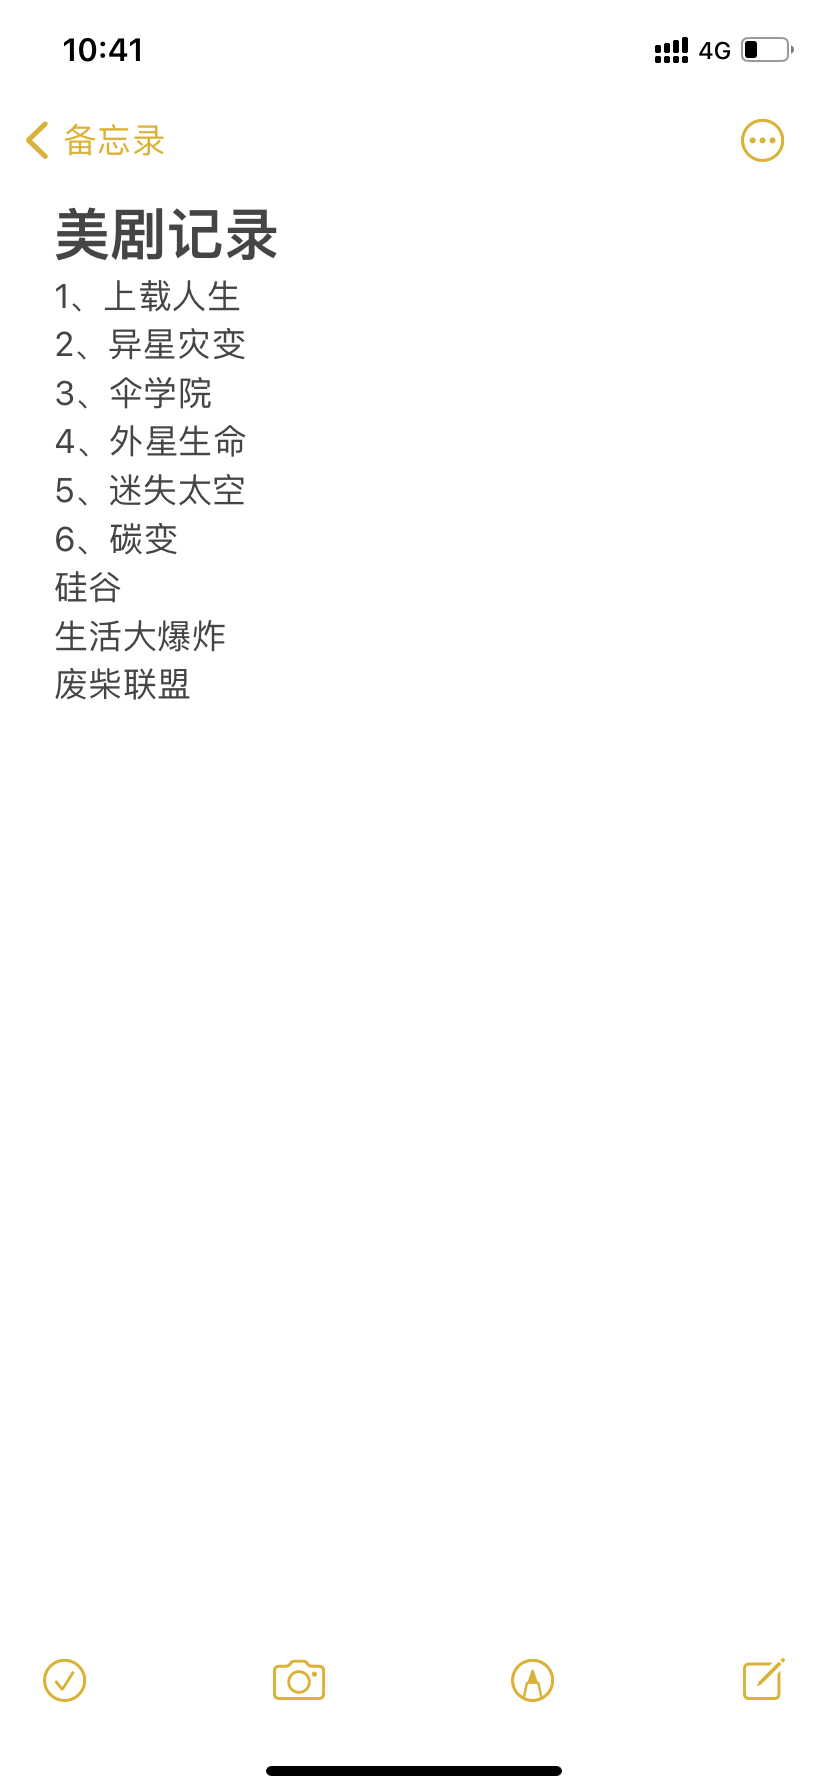 10:41
4G
备忘录
美剧记录
1、上载人生
2、异星灾变
3、伞学院
4、外星生命
5、迷失太空
6、碳变
硅谷
生活大爆炸
废柴联盟